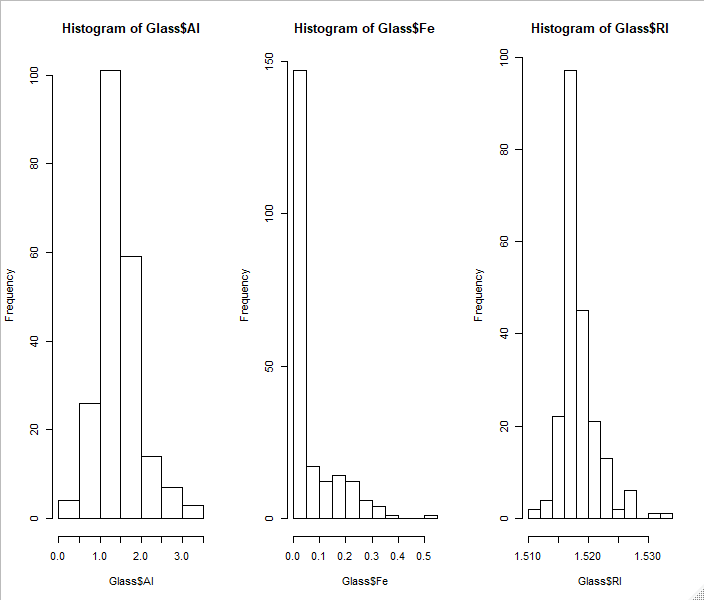 Histogram of Glass$Al
Frequency
0
20
40
60
80
100
0.0 1.0 2.0 3.0
Glass$Al
Histogram of Glass$Fe
Frequency
0
50
100
150
0.0 0.1 0.2 0.3 0.4 0.5
Glass$Fe
Histogram of Glass$RI
Frequency
0
20
40
60
80
100
1.510 1.520 1.530
Glass$RI